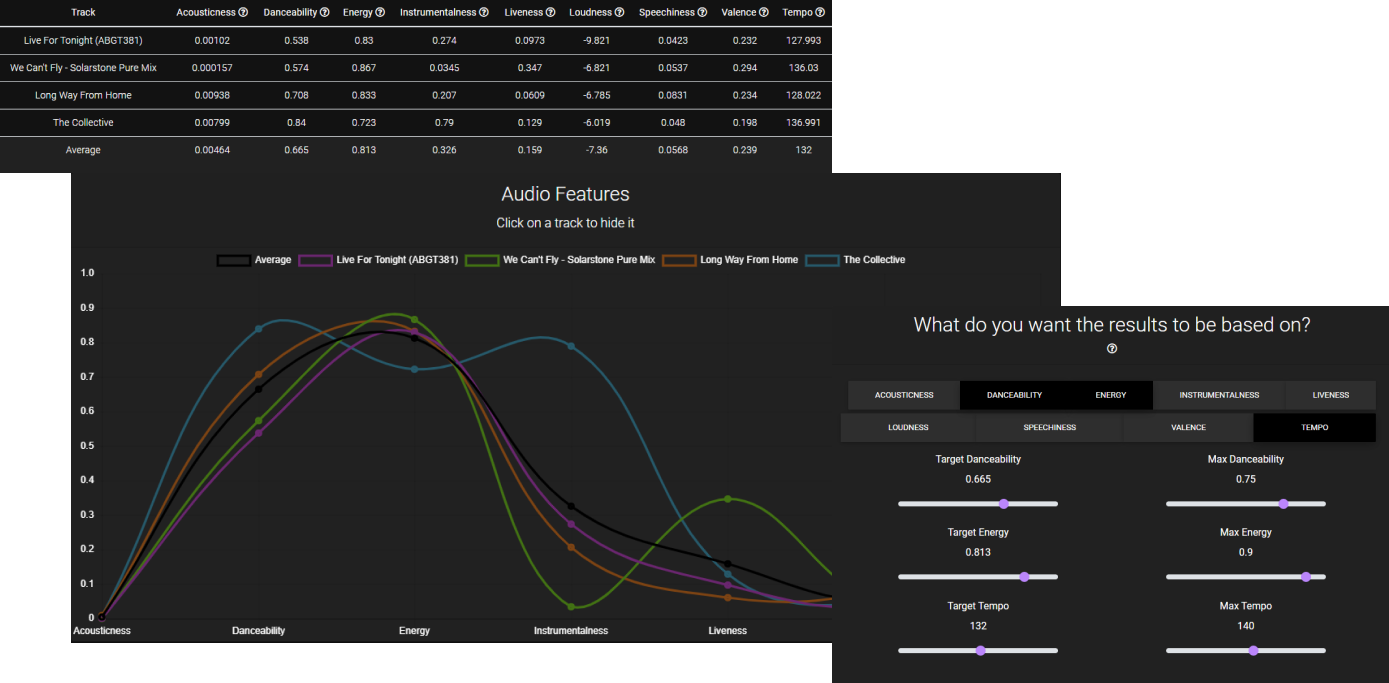 Track Acousticness Danceability Energy Instrumentalness Liveness Loudness Speechiness Valence Tempo
Live For Tonight (ABGT381) 0.00102 0.538 0.83 0.274 0.0973 -9.821 0.0423 0.232 127.993
We Can't Fly - Solarstone Pure Mix 0.000157 0.574 0.867 0.0345 0.347 -6.821 0.0537 0.294 136.03
Long Way From Home 0.00938 0.708 0.833 0.207 0.0609 -6.785 0.0831 0.234 128.022
The Collective 0.00799 0.84 0.723 0.79 0.129 -6.019 0.048 0.198 136.991
Average 0.00464 0.665 0.813 0.326 0.159 -7.36 0.0568 0.239 132
Audio Features
Click on a track to hide it
Average Live For Tonight (ABGT381) We Can't Fly - Solarstone Pure Mix Long Way From Home The Collective
1.0
0.9
0.8
0.7
0.6
0.5
0.4
0.3
0.2
0.1
0
Acousticness Danceability Energy Instrumentalness Liveness
What do you want the results to be based on?
ACOUSTICNESS DANCEABILITY ENERGY INSTRUMENTALNESS LIVENESS
LOUDNESS SPEECHINESS VALENCE TEMPO
Target Danceability Max Danceability
0.665 0.75
Target Energy Max Energy
0.813 0.9
Target Tempo Max Tempo
132 140